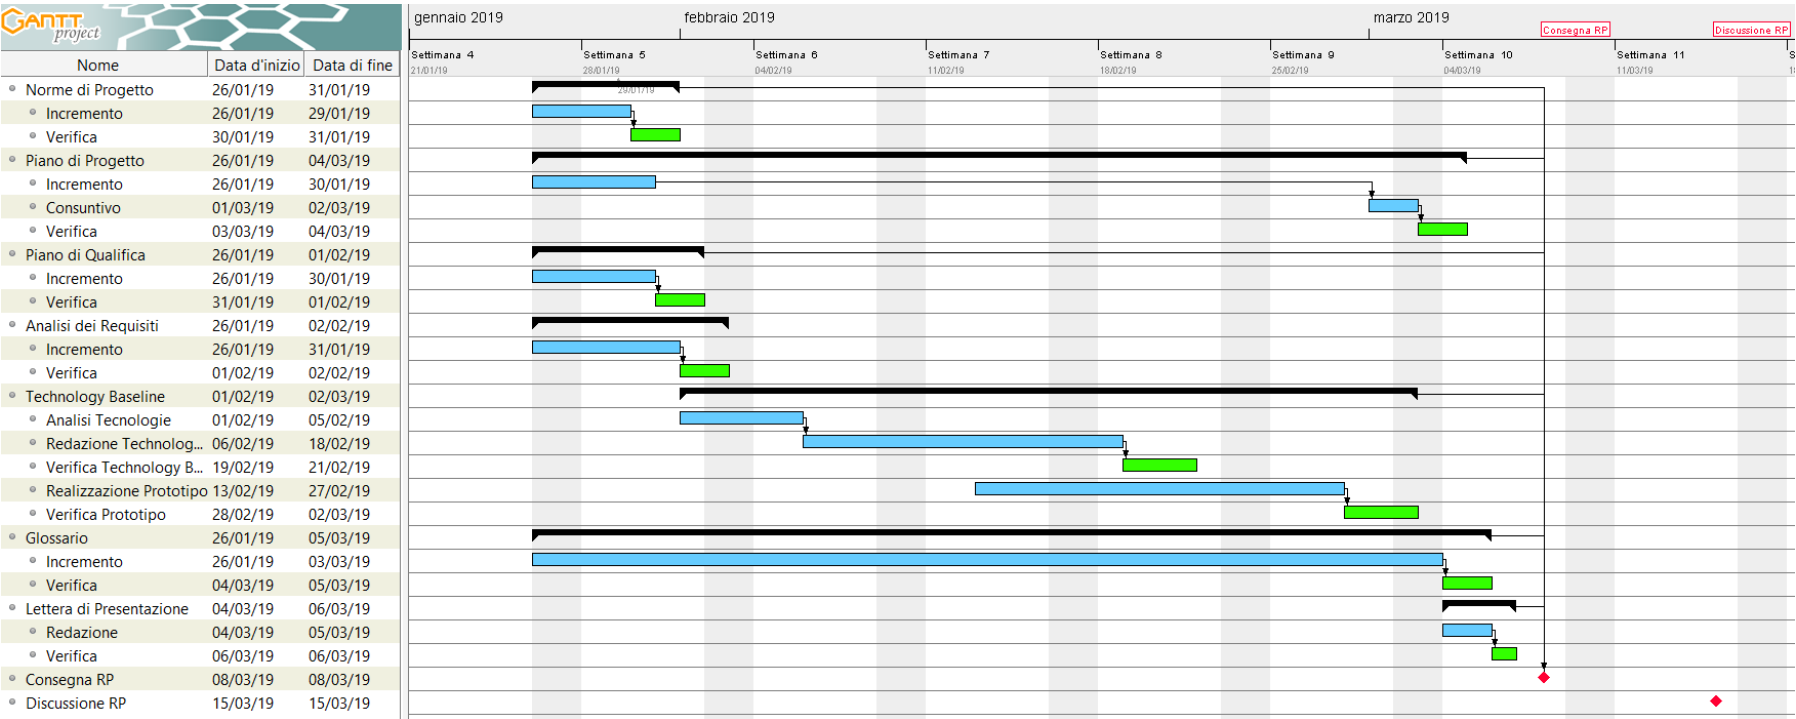 GANTT
project
gennaio 2019
febbraio 2019
marzo 2019
Consegna RP
Discussione RP
Settimana 4
Settimana 5
Settimana 6
Settimana 7
Settimana 8
Settimana 9
Settimana 10
Settimana 11
S
21/01/19
28/01/19
04/02/19
11/02/19
18/02/19
25/02/19
04/03/19
11/03/19
18
29/01/19
Nome Data d'inizio Data di fine
Norme di Progetto 26/01/19 31/01/19
Incremento 26/01/19 29/01/19
Verifica 30/01/19 31/01/19
Piano di Progetto 26/01/19 04/03/19
Incremento 26/01/19 30/01/19
Consuntivo 01/03/19 02/03/19
Verifica 03/03/19 04/03/19
Piano di Qualifica 26/01/19 01/02/19
Incremento 26/01/19 30/01/19
Verifica 31/01/19 01/02/19
Analisi dei Requisiti 26/01/19 02/02/19
Incremento 26/01/19 31/01/19
Verifica 01/02/19 02/02/19
Technology Baseline 01/02/19 02/03/19
Analisi Tecnologie 01/02/19 05/02/19
Redazione Technolog... 06/02/19 18/02/19
Verifica Technology B... 19/02/19 21/02/19
Realizzazione Prototipo 13/02/19 27/02/19
Verifica Prototipo 28/02/19 02/03/19
Glossario 26/01/19 05/03/19
Incremento 26/01/19 03/03/19
Verifica 04/03/19 05/03/19
Lettera di Presentazione 04/03/19 06/03/19
Redazione 04/03/19 05/03/19
Verifica 06/03/19 06/03/19
Consegna RP 08/03/19 08/03/19
Discussione RP 15/03/19 15/03/19